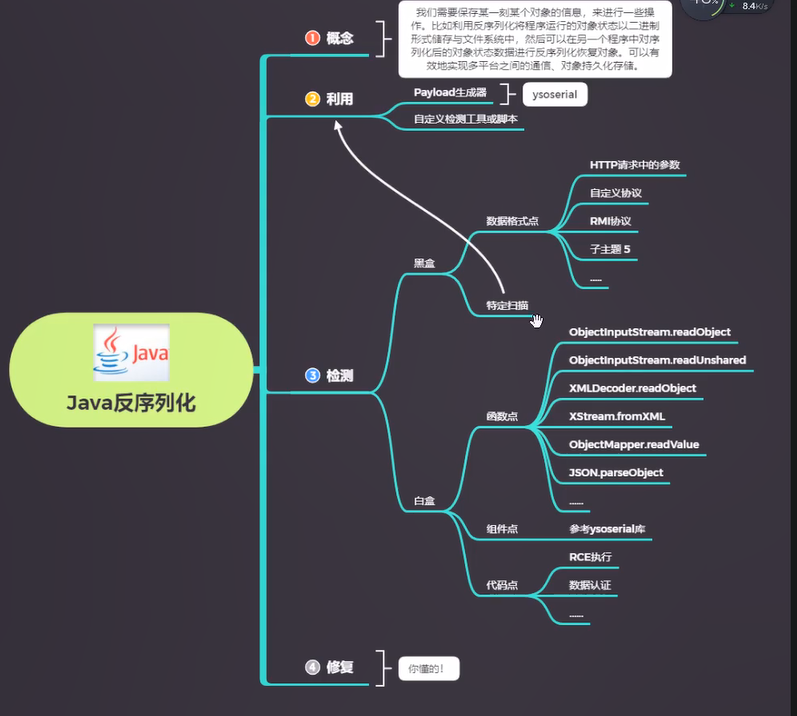 8.4K/s
我们需要保存某一刻某个对象的信息，来进行一些操
作。比如利用反序列化将程序运行的对象状态以二进制
形式储存与文件系统中，然后可以在另一个程序中对序
列化后的对象状态数据进行反序列化恢复对象。可以有
效地实现多平台之间的通信、对象持久化存储。
1 概念
2 利用
Payload生成器
ysoserial
自定义检测工具或脚本
HTTP请求中的参数
数据格式点
自定义协议
RMI协议
子主题 5
......
黑盒
特定扫描
Java
Java反序列化
3 检测
ObjectInputStream.readObject
ObjectInputStream.readUnshared
XMLDecoder.readObject
函数点
XStream.fromXML
ObjectMapper.readValue
JSON.parseObject
......
白盒
组件点
参考ysoserial库
代码点
RCE执行
数据认证
......
4 修复
你懂的！